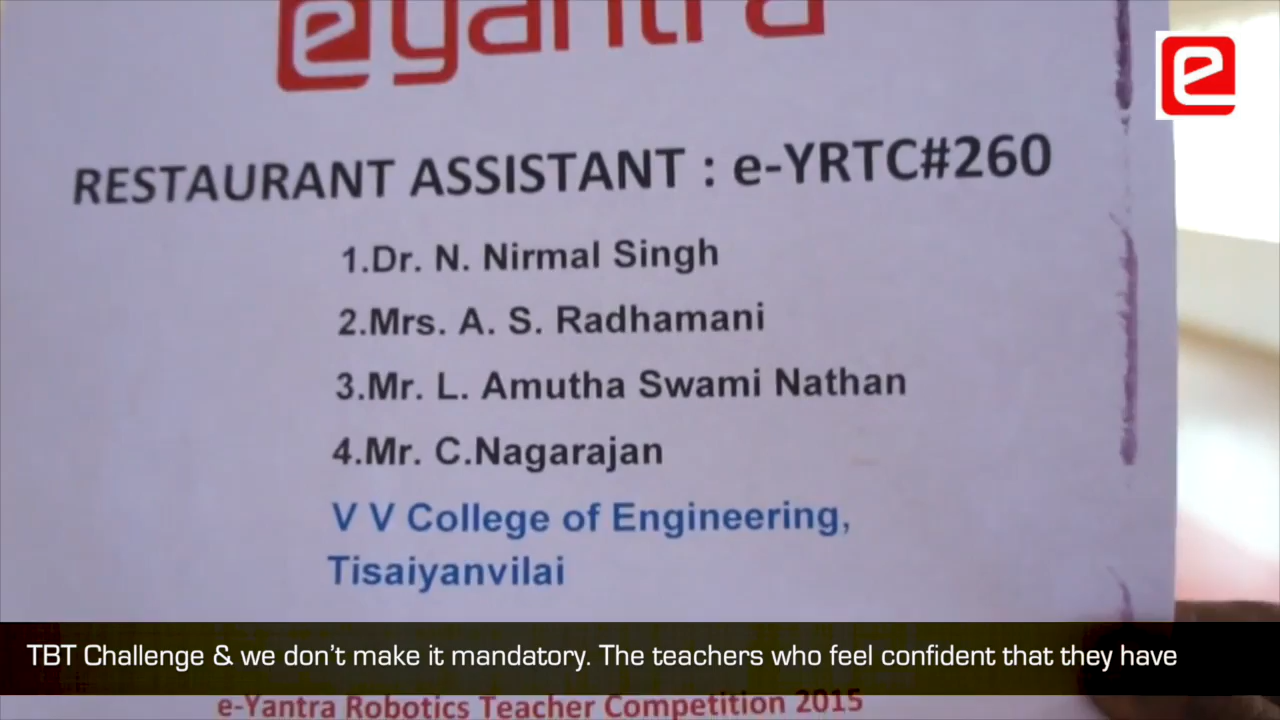 eyantra
e
RESTAURANT ASSISTANT : e-YRTC#260
1.Dr. N. Nirmal Singh
2.Mrs. A. S. Radhamani
3.Mr. L. Amutha Swami Nathan
4.Mr. C.Nagarajan
V V College of Engineering,
Tisaiyanvilai
TBT Challenge & we don't make it mandatory. The teachers who feel confident that they have
e-Yantra Robotics Teacher Competition 2015